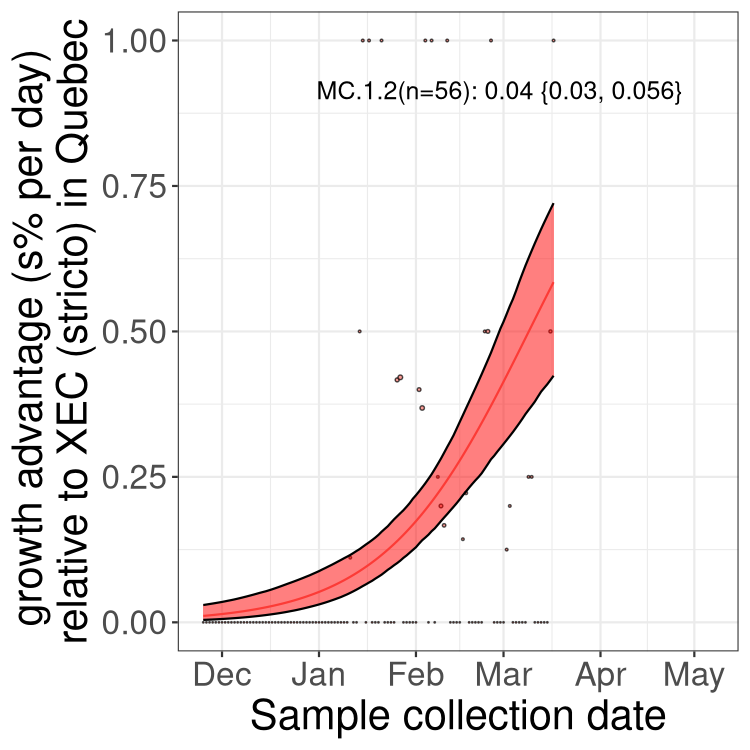 growth advantage (s% per day)
relative to XEC (stricto) in Quebec
1.00
0.75
0.50
0.25
0.00
MC.1.2(n=56): 0.04 {0.03, 0.056}
Dec Jan Feb Mar Apr May
Sample collection date